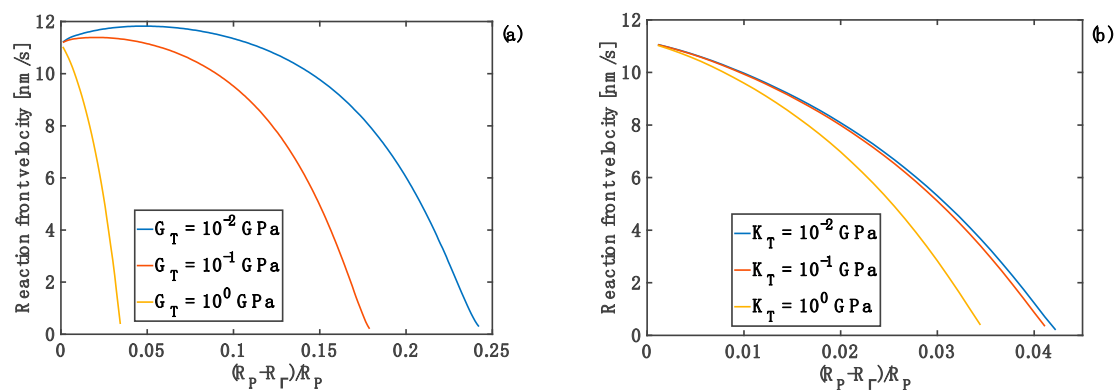 (a)
Reaction front velocity [nm/s]
12
10
8
6
4
2
0
G_T = 10^-2 GPa
G_T = 10^-1 GPa
G_T = 10^0 GPa
0 0.05 0.1 0.15 0.2 0.25
(R_P-R_Γ)/R_P
(b)
Reaction front velocity [nm/s]
12
10
8
6
4
2
0
K_T = 10^-2 GPa
K_T = 10^-1 GPa
K_T = 10^0 GPa
0 0.01 0.02 0.03 0.04
(R_P-R_Γ)/R_P